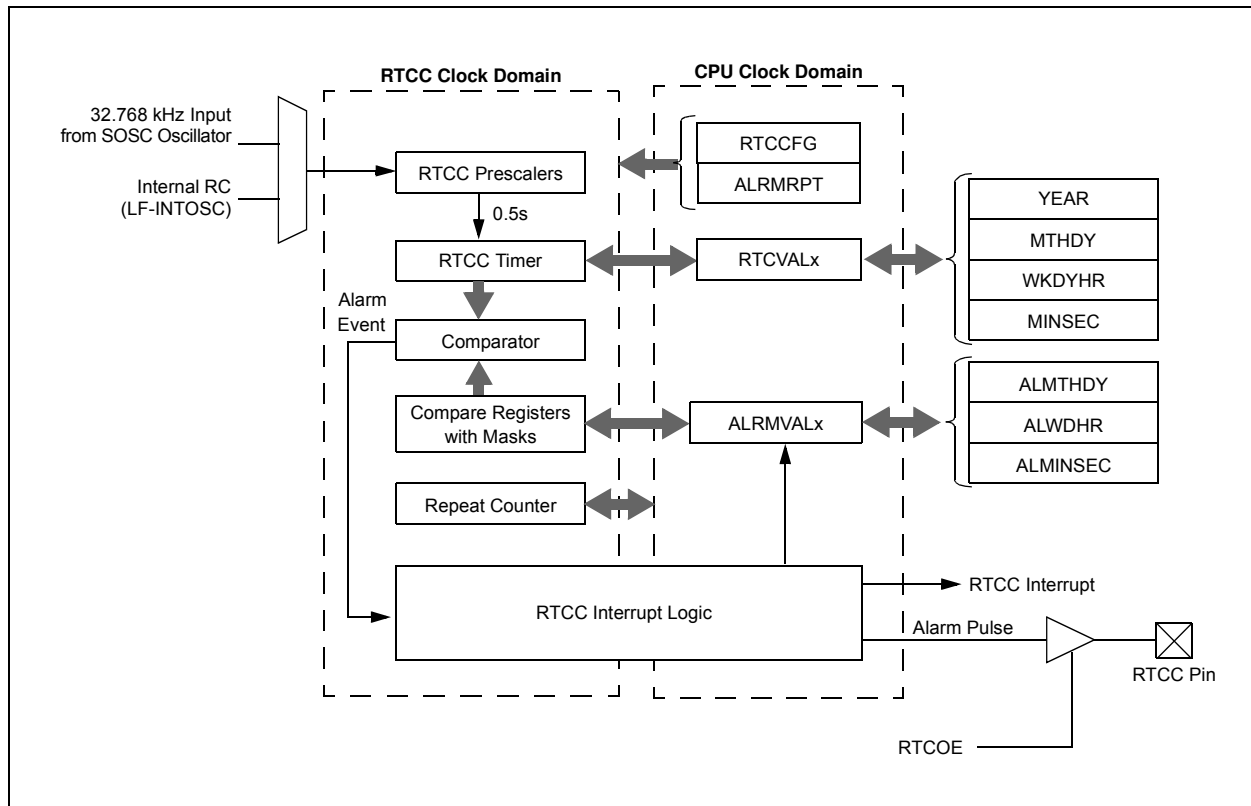 RTCC Clock Domain
CPU Clock Domain
32.768 kHz Input
from SOSC Oscillator
Internal RC
(LF-INTOSC)
RTCC Prescalers
0.5s
RTCC Timer
Alarm
Event
Comparator
Compare Registers
with Masks
Repeat Counter
RTCC Interrupt Logic
RTCCFG
ALRMRPT
RTCVALx
ALRMVALx
YEAR
MTHDY
WKDYHR
MINSEC
ALMTHDY
ALWDHR
ALMINSEC
RTCC Interrupt
Alarm Pulse
RTCC Pin
RTCOE